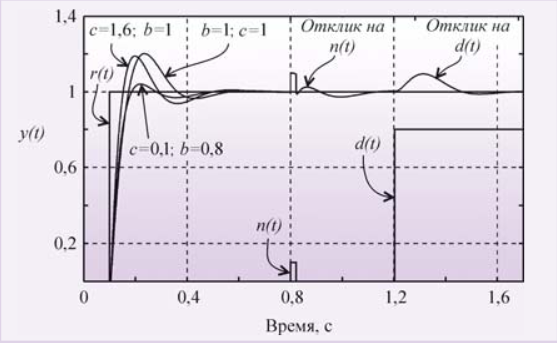 1,4
c=1,6; b=1
b=1; c=1
Отклик на
n(t)
Отклик на
d(t)
r(t)
1
y(t)
c=0,1; b=0,8
d(t)
0,6
n(t)
0,2
0
0,4
0,8
1,2
1,6
Время, с